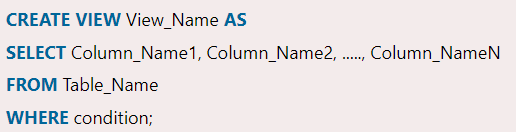 CREATE VIEW View_Name AS
SELECT Column_Name1, Column_Name2, ....., Column_NameN
FROM Table_Name
WHERE condition;